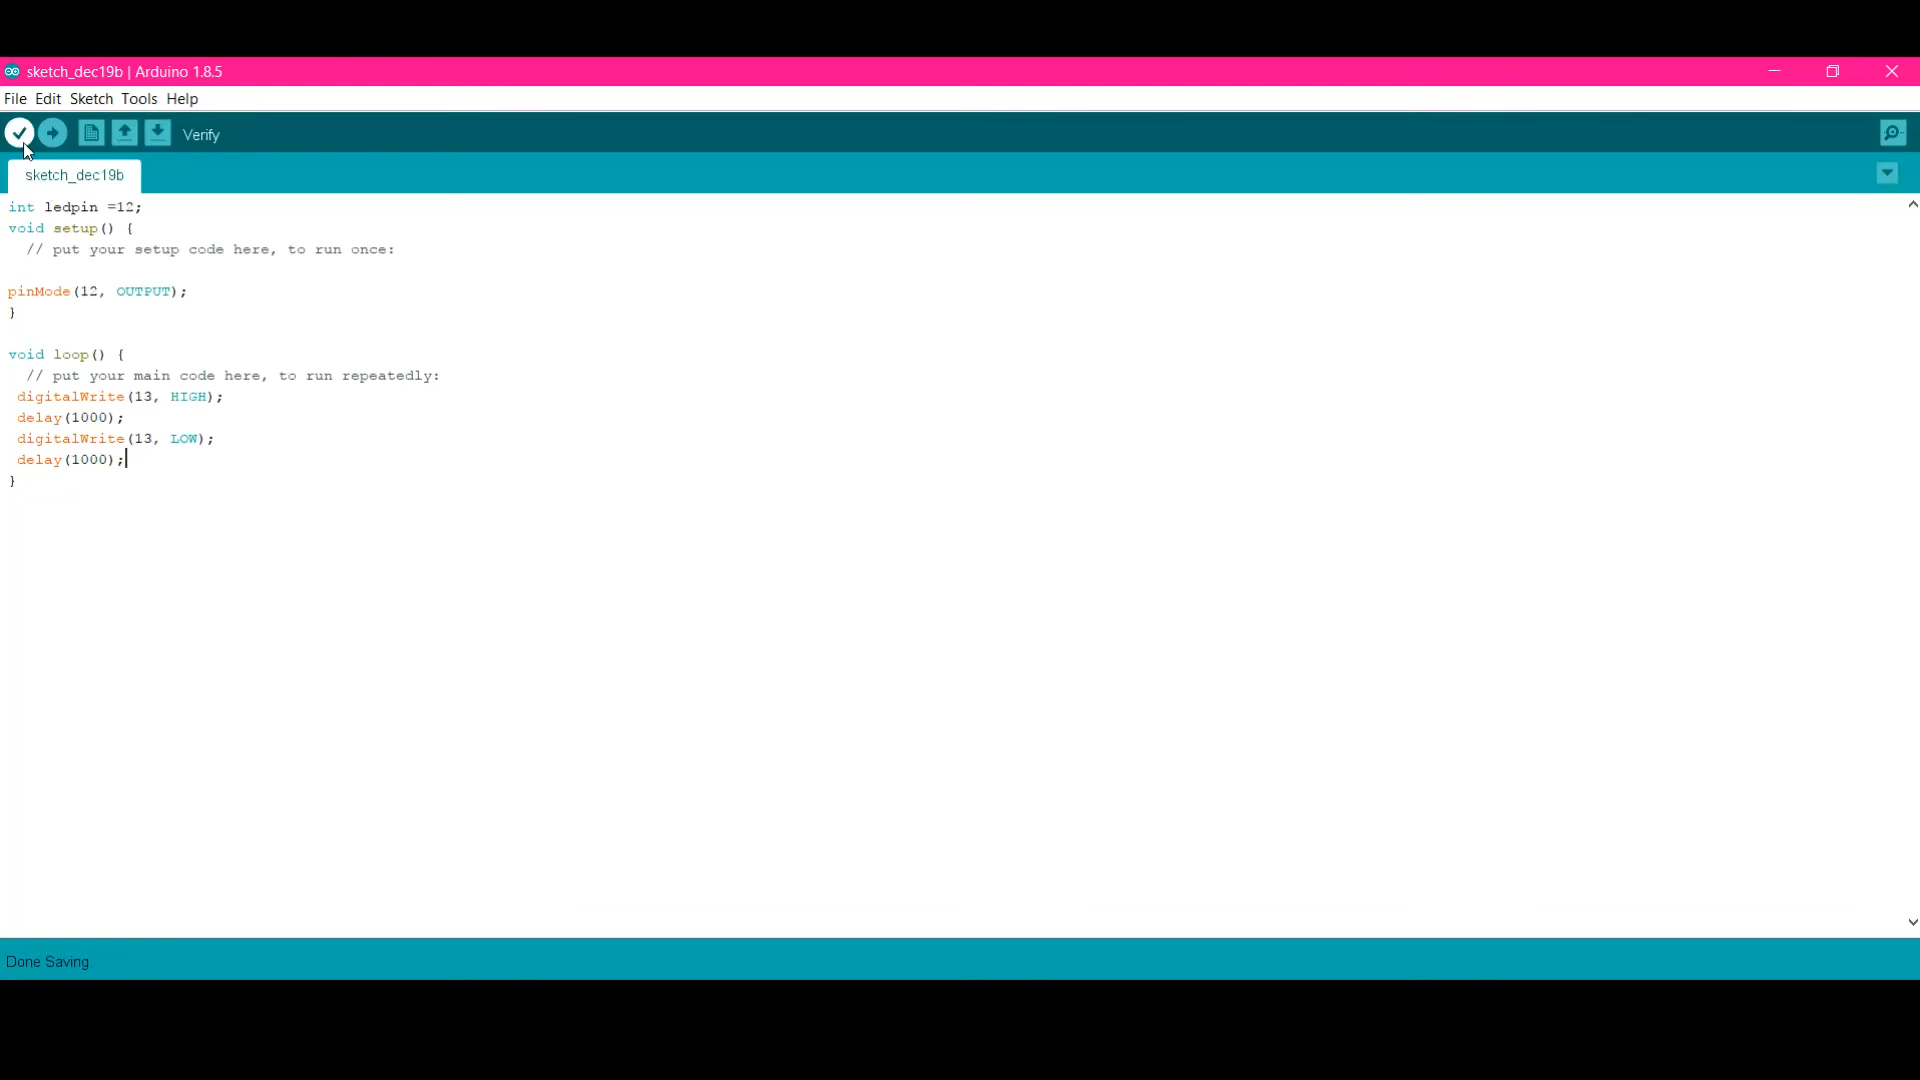 sketch_dec19b | Arduino 1.8.5
File Edit Sketch Tools Help
Verify
sketch_dec19b
int ledpin =12;
void setup() {
  // put your setup code here, to run once:

pinMode(12, OUTPUT);
}

void loop() {
  // put your main code here, to run repeatedly:
 digitalWrite(13, HIGH);
 delay(1000);
 digitalWrite(13, LOW);
 delay(1000);
}
Done Saving.